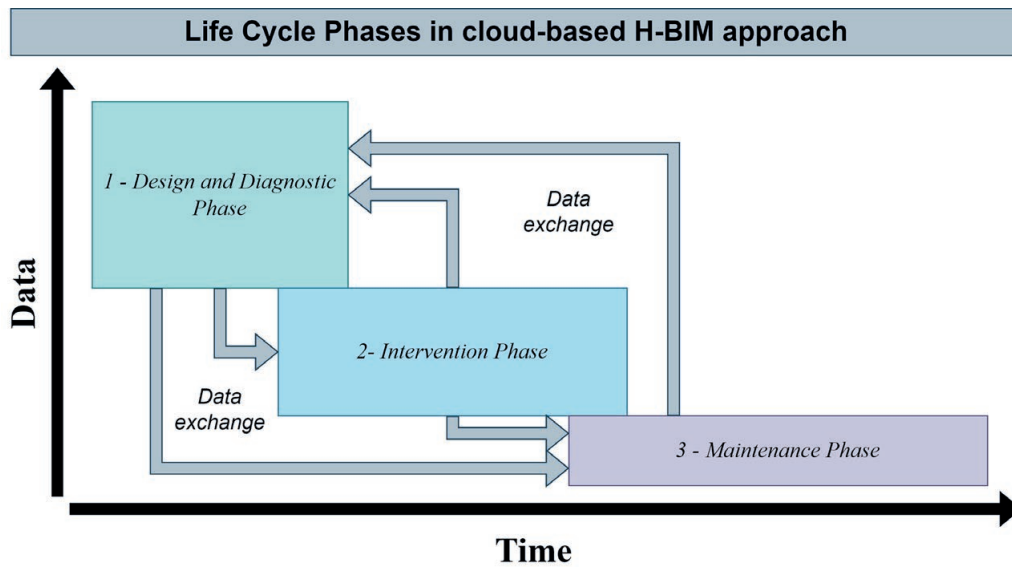 Life Cycle Phases in cloud-based H-BIM approach
1 - Design and Diagnostic
Phase
Data
exchange
2- Intervention Phase
Data
exchange
3 - Maintenance Phase
Data
Time